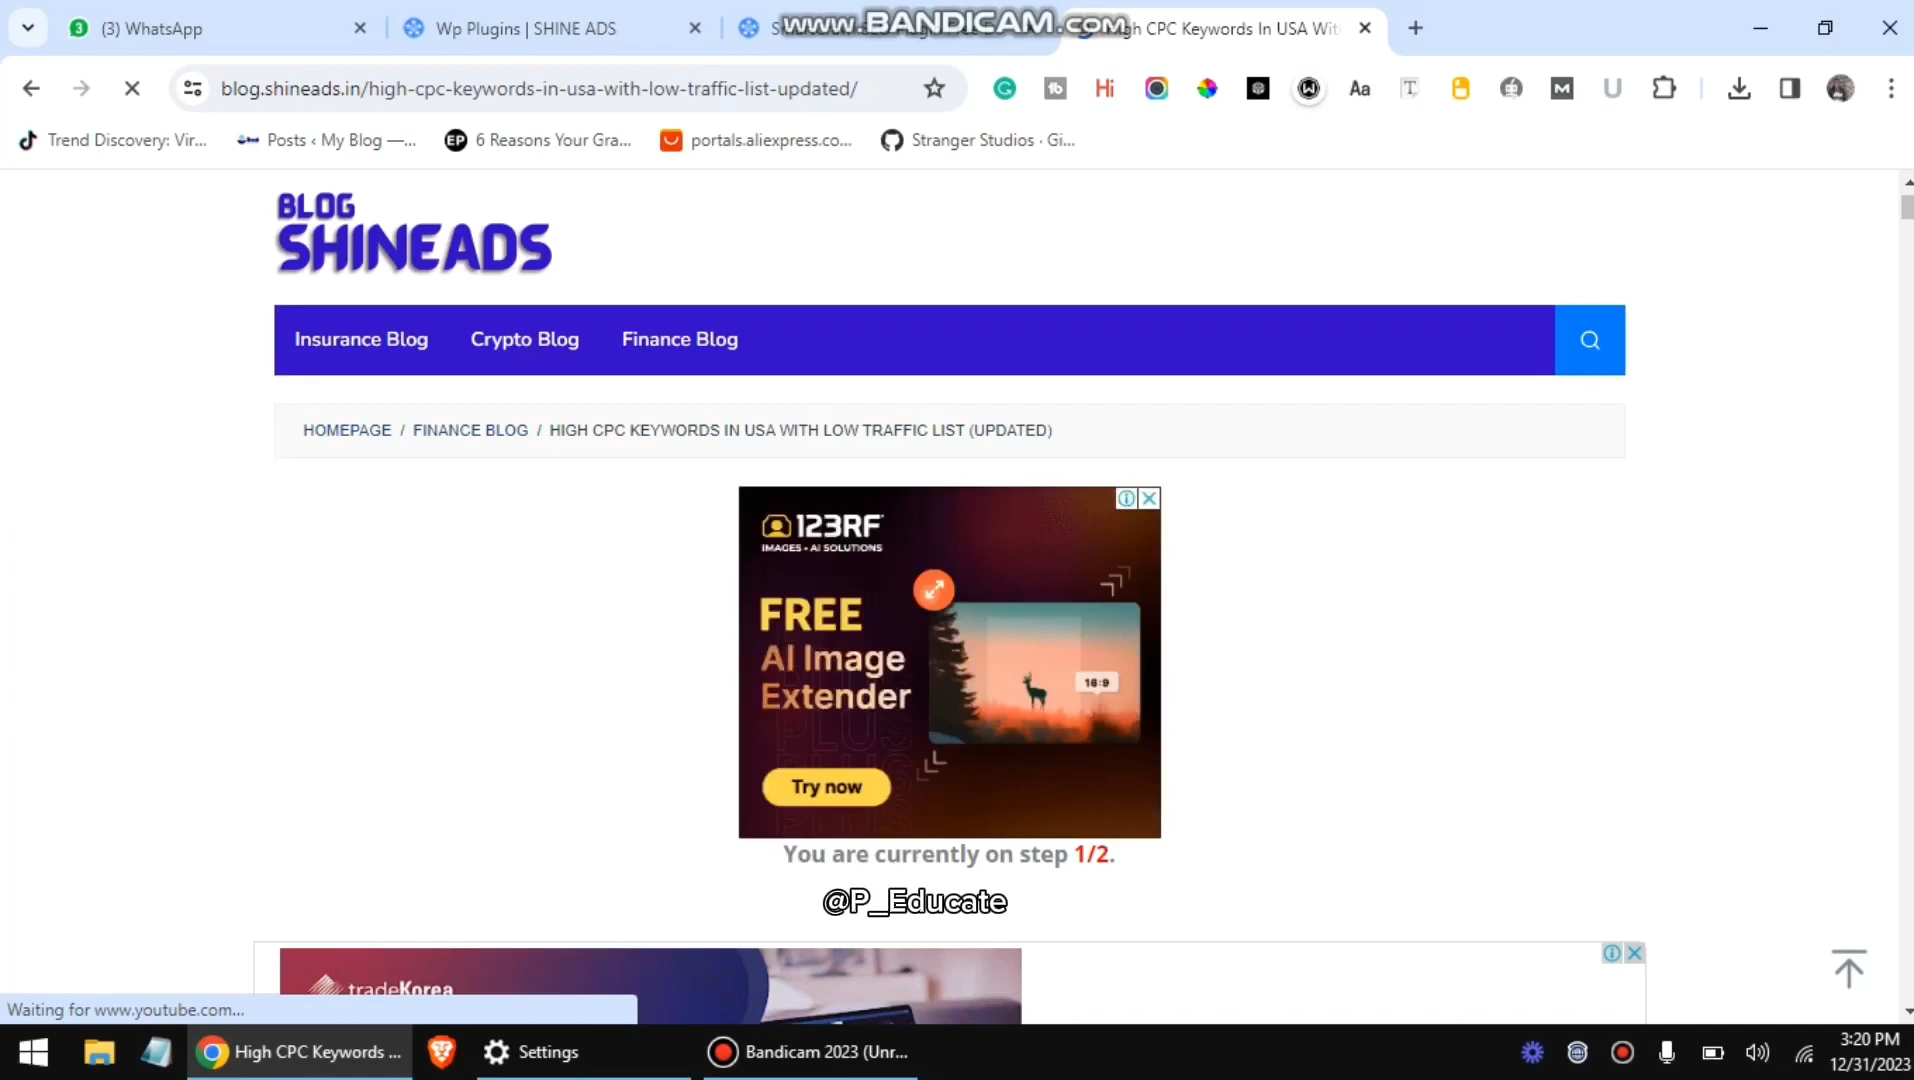 (3) WhatsApp
Wp Plugins | SHINE ADS
www.BANDICAM.com
High CPC Keywords In USA Wit
blog.shineads.in/high-cpc-keywords-in-usa-with-low-traffic-list-updated/
Trend Discovery: Vir...
Posts ‹ My Blog —...
6 Reasons Your Gra...
portals.aliexpress.co...
Stranger Studios · Gi...
BLOG
SHINEADS
Insurance Blog
Crypto Blog
Finance Blog
HOMEPAGE / FINANCE BLOG / HIGH CPC KEYWORDS IN USA WITH LOW TRAFFIC LIST (UPDATED)
123RF
IMAGES • AI SOLUTIONS
FREE
AI Image
Extender
16:9
Try now
You are currently on step 1/2.
@P_Educate
tradeKorea
Waiting for www.youtube.com...
High CPC Keywords ...
Settings
Bandicam 2023 (Unr...
3:20 PM
12/31/2023